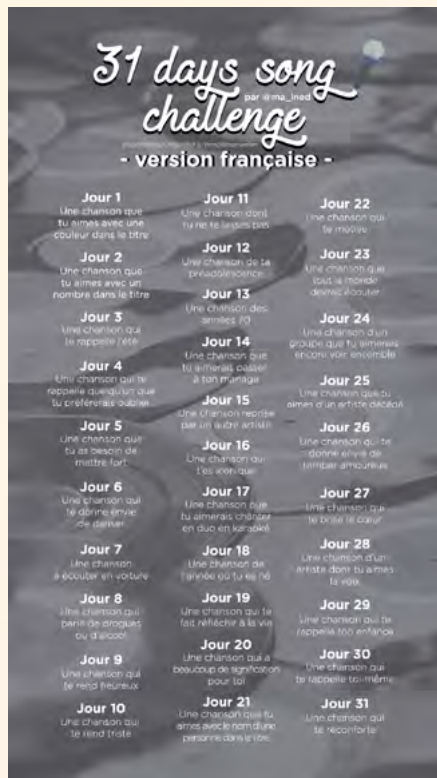 31 days song
par @ma_ined
challenge
- version française -
Jour 1
Une chanson que
tu aimes avec une
couleur dans le titre
Jour 2
Une chanson que
tu aimes avec un
nombre dans le titre
Jour 3
Une chanson qui
te rappelle l'été
Jour 4
Une chanson qui te
rappelle quelqu'un que
tu préférerais oublier
Jour 5
Une chanson que
tu as besoin de
mettre fort
Jour 6
Une chanson qui
te donne envie
de danser
Jour 7
Une chanson
à écouter en voiture
Jour 8
Une chanson qui
parle de drogues
ou d'alcool
Jour 9
Une chanson qui
te rend heureux
Jour 10
Une chanson qui
te rend triste
Jour 11
Une chanson dont
tu ne te lasses pas
Jour 12
Une chanson de ta
préadolescence
Jour 13
Une chanson des
années 70
Jour 14
Une chanson que
tu aimerais passer
à ton mariage
Jour 15
Une chanson reprise
par un autre artiste
Jour 16
Une chanson qui
Jour 17
Une chanson que
tu aimerais chanter
en duo en karaoké
Jour 18
Une chanson de
l'année où tu es né
Jour 19
Une chanson qui te
fait réfléchir à la vie
Jour 20
Une chanson qui a
beaucoup de signification
pour toi
Jour 21
Une chanson que tu
aimes avec le nom d'une
personne dans le titre
Jour 22
Une chanson qui
te motive
Jour 23
Une chanson que
tout le monde
devrait écouter
Jour 24
Une chanson d'un
groupe que tu aimerais
encore voir ensemble
Jour 25
Une chanson que tu
aimes d'un artiste décédé
Jour 26
Une chanson qui te
donne envie de
tomber amoureux
Jour 27
Une chanson qui
te brise le cœur
Jour 28
Une chanson d'un
artiste dont tu aimes
la voix
Jour 29
Une chanson qui te
rappelle ton enfance
Jour 30
Une chanson qui
te rappelle toi-même
Jour 31
Une chanson qui
te réconforte